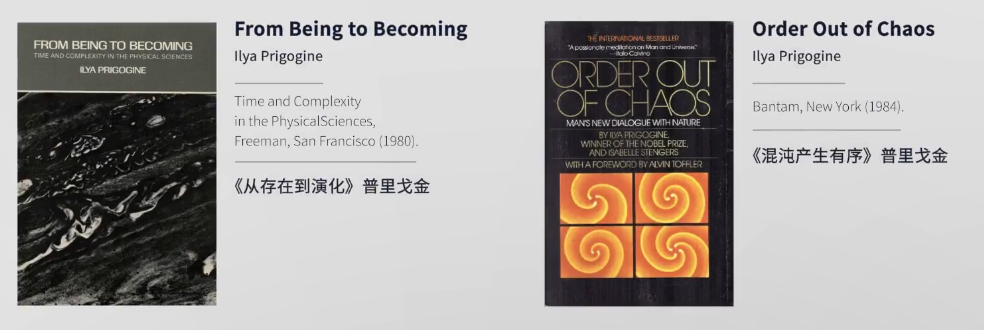 FROM BEING TO BECOMING
TIME AND COMPLEXITY IN THE PHYSICAL SCIENCES
ILYA PRIGOGINE
From Being to Becoming
Ilya Prigogine
Time and Complexity
in the PhysicalSciences,
Freeman, San Francisco (1980).
《从存在到演化》普里戈金
THE INTERNATIONAL BESTSELLER
"A passionate meditation on Man and Universe."
—Italo Calvino
ORDER OUT
OF CHAOS
MAN'S NEW DIALOGUE WITH NATURE
BY ILYA PRIGOGINE,
WINNER OF THE NOBEL PRIZE,
AND ISABELLE STENGERS
WITH A FOREWORD BY ALVIN TOFFLER
Order Out of Chaos
Ilya Prigogine
Bantam, New York (1984).
《混沌产生有序》普里戈金